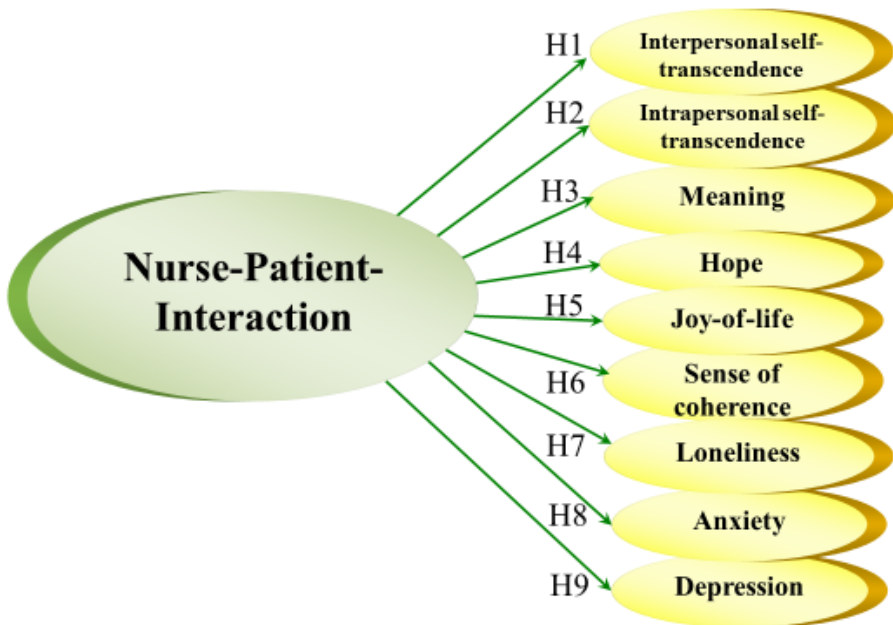 H1
Interpersonal self-
transcendence
H2
Intrapersonal self-
transcendence
H3
Meaning
Nurse-Patient-
Interaction
H4
Hope
H5
Joy-of-life
H6
Sense of
coherence
H7
Loneliness
H8
Anxiety
H9
Depression